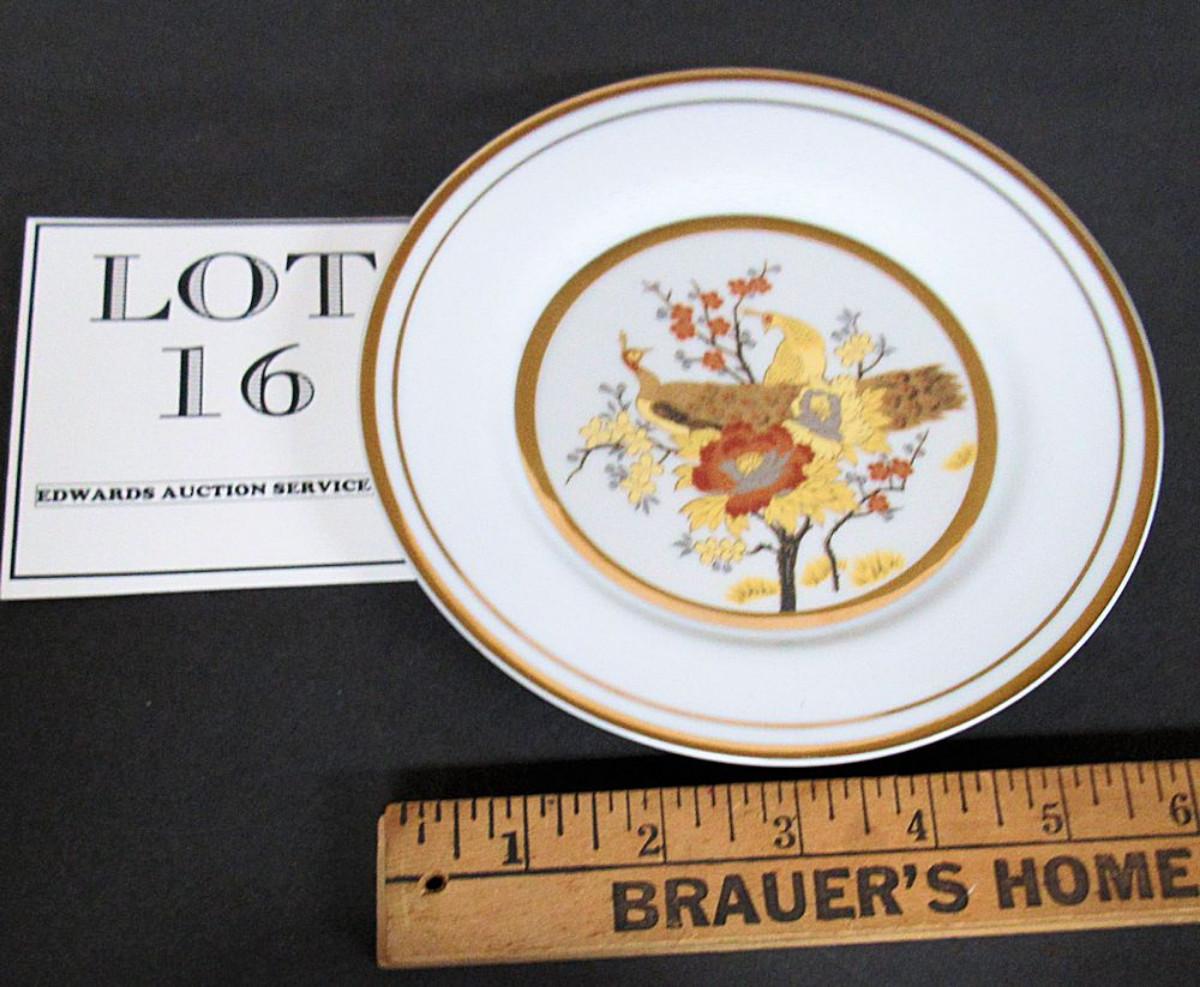 LOT
16
EDWARDS AUCTION SERVICE
1 2 3 4 5 6
BRAUER'S HOME